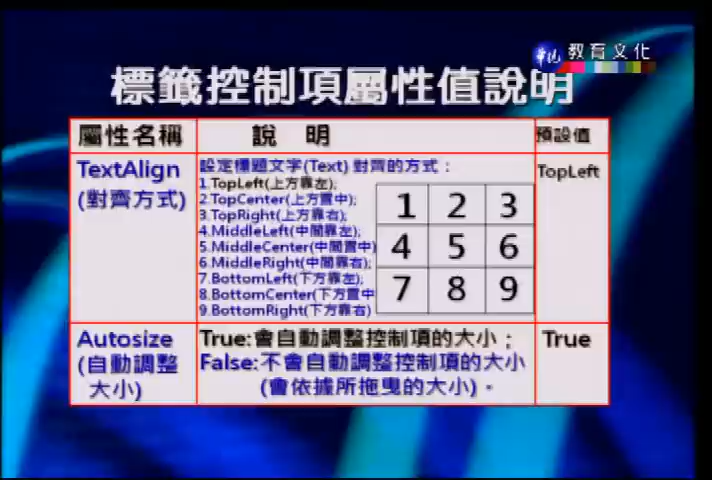 華視 教育文化
標籤控制項屬性值說明
屬性名稱 說 明 預設值
TextAlign
(對齊方式)
設定標題文字(Text) 對齊的方式：
1.TopLeft(上方靠左);
2.TopCenter(上方置中);
3.TopRight(上方靠右);
4.MiddleLeft(中間靠左);
5.MiddleCenter(中間置中)
6.MiddleRight(中間靠右);
7.BottomLeft(下方靠左);
8.BottomCenter(下方置中
9.BottomRight(下方靠右)
1 2 3
4 5 6
7 8 9
TopLeft
Autosize
(自動調整
大小)
True:會自動調整控制項的大小；
False:不會自動調整控制項的大小
(會依據所拖曳的大小)。
True